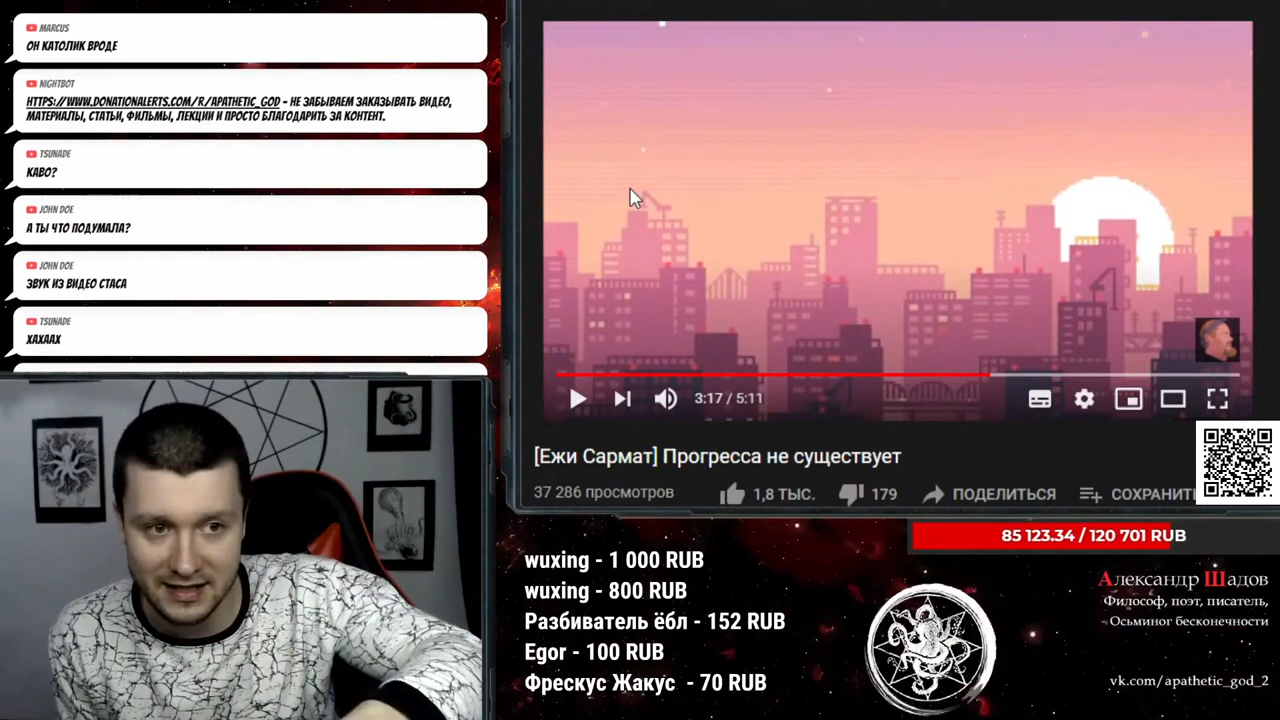 MARCUS
ОН КАТОЛИК ВРОДЕ
NIGHTBOT
HTTPS://WWW.DONATIONALERTS.COM/R/APATHETIC_GOD - НЕ ЗАБЫВАЕМ ЗАКАЗЫВАТЬ ВИДЕО,
МАТЕРИАЛЫ, СТАТЬИ, ФИЛЬМЫ, ЛЕКЦИИ И ПРОСТО БЛАГОДАРИТЬ ЗА КОНТЕНТ.
TSUNADE
КАВО?
JOHN DOE
А ТЫ ЧТО ПОДУМАЛА?
JOHN DOE
ЗВУК ИЗ ВИДЕО СТАСА
TSUNADE
ХАХААХ
3:17 / 5:11
[Ежи Сармат] Прогресса не существует
37 286 просмотров
1,8 ТЫС.
179
ПОДЕЛИТЬСЯ
СОХРАНИТЬ
85 123.34 / 120 701 RUB
wuxing - 1 000 RUB
wuxing - 800 RUB
Разбиватель ёбл - 152 RUB
Egor - 100 RUB
Фрескус Жакус - 70 RUB
Александр Шадов
Философ, поэт, писатель,
Осьминог бесконечности
vk.com/apathetic_god_2